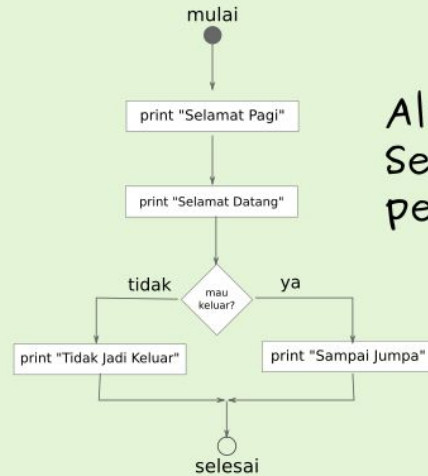 mulai
print "Selamat Pagi"
print "Selamat Datang"
mau
keluar?
tidak
ya
print "Tidak Jadi Keluar"
print "Sampai Jumpa"
selesai